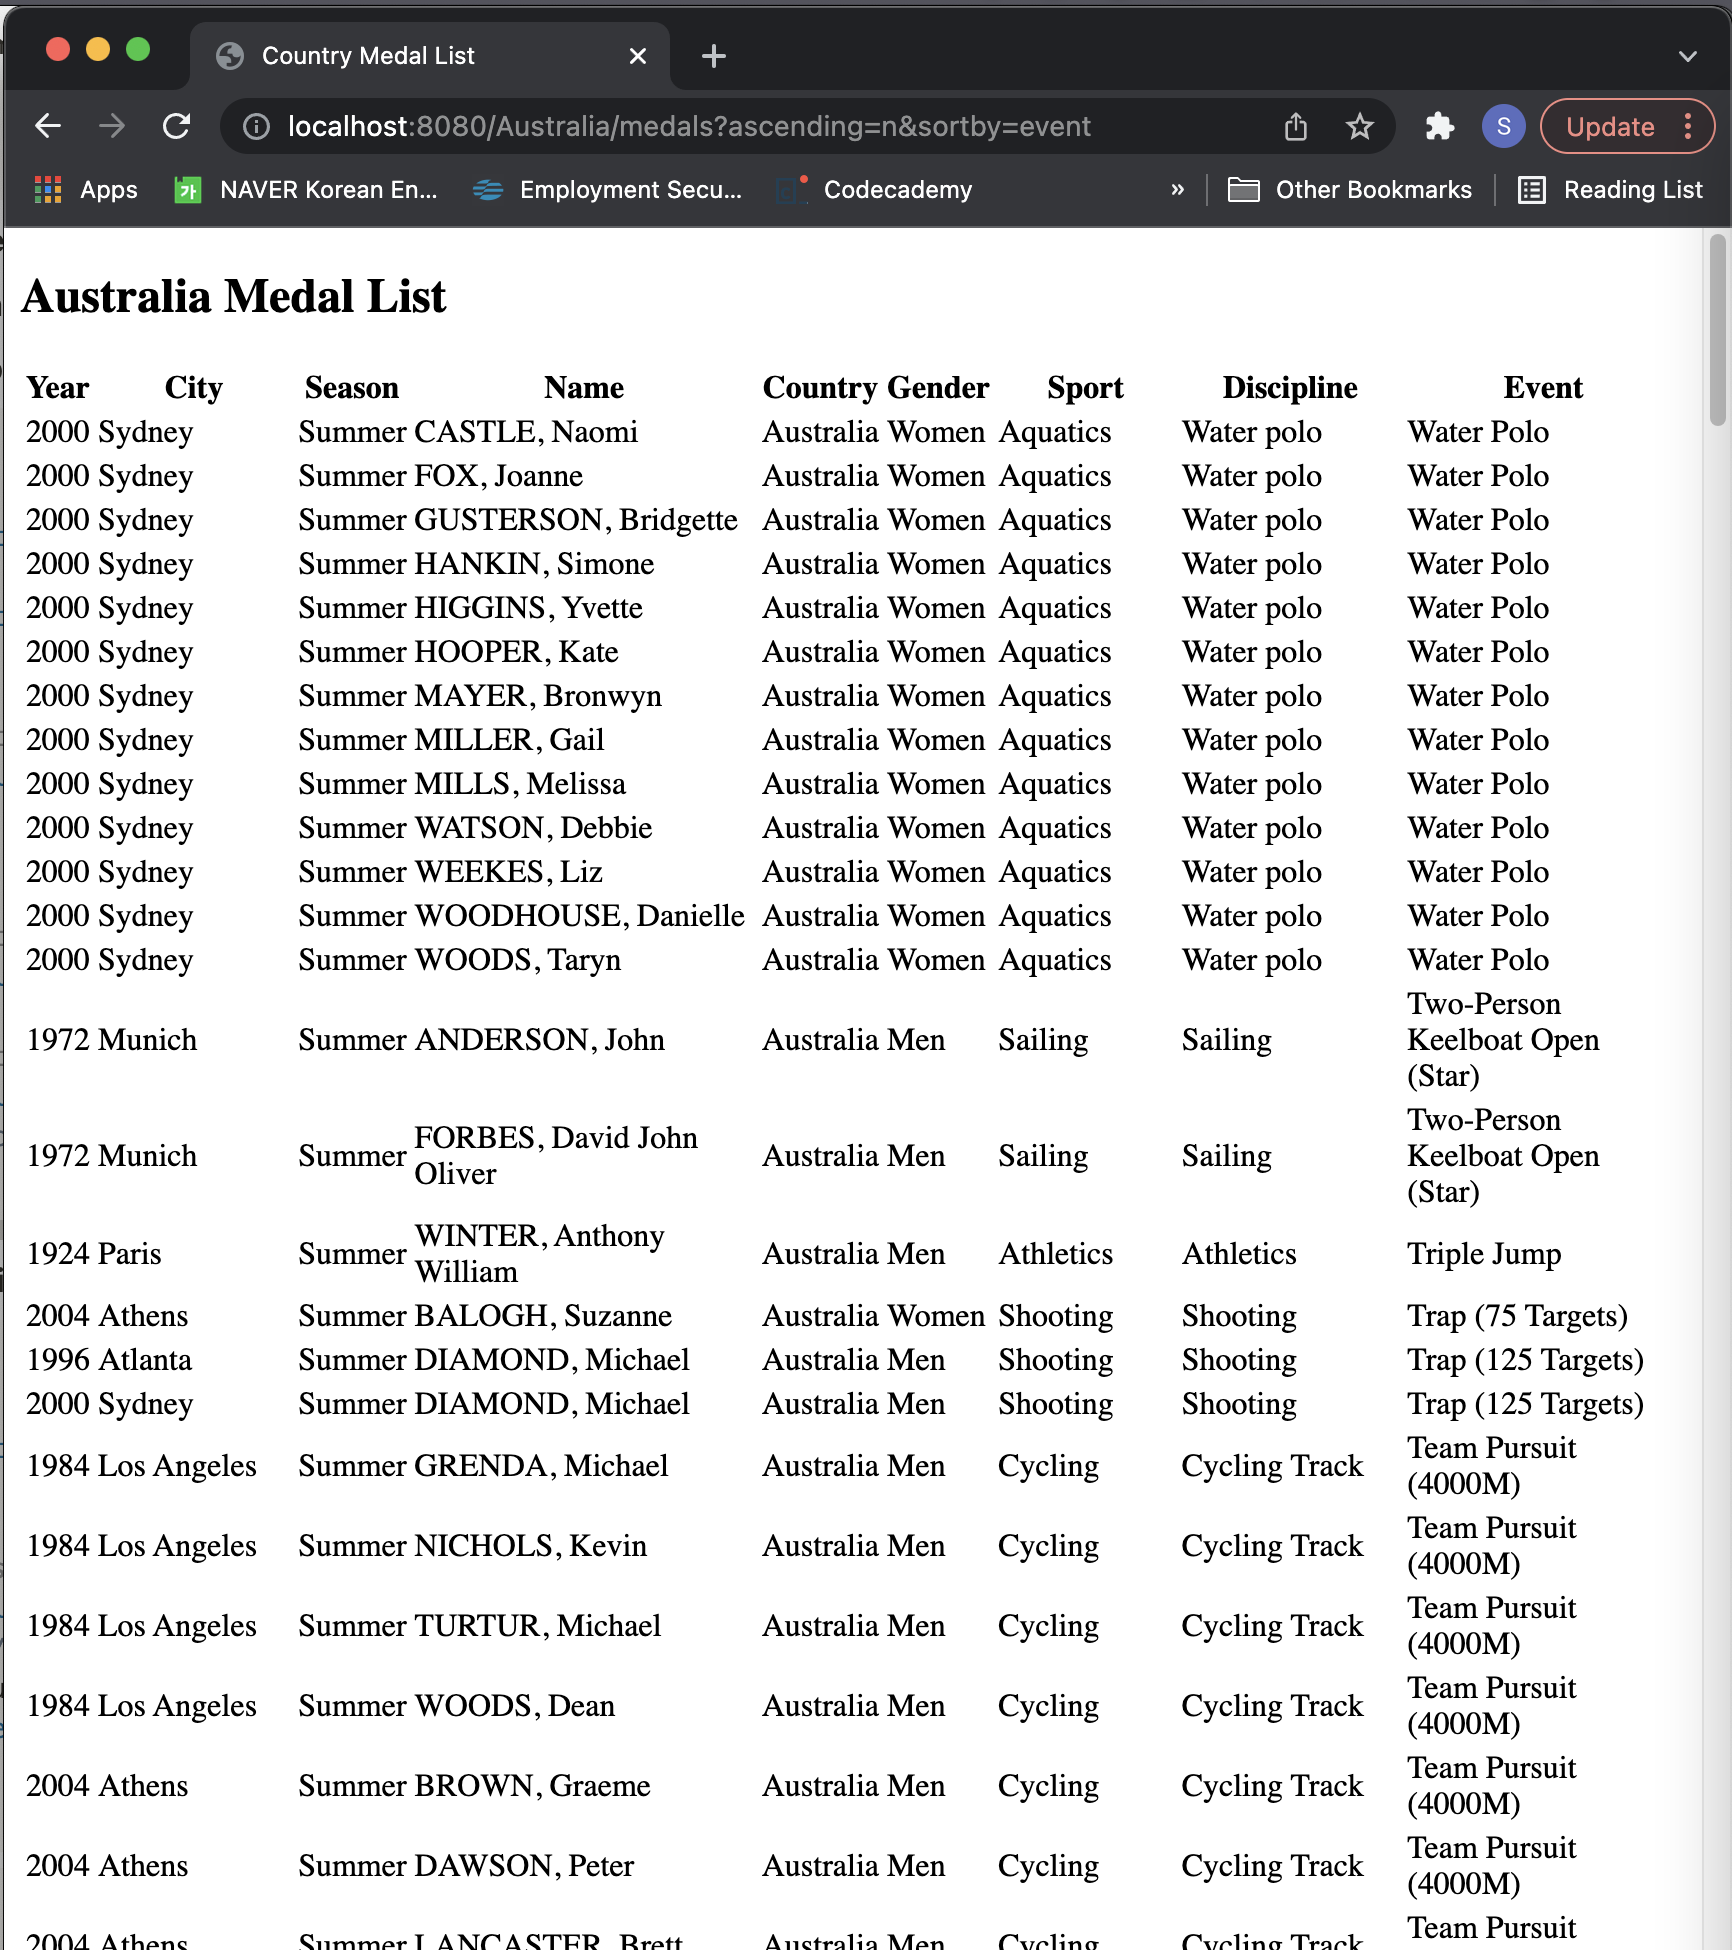 Country Medal List
localhost:8080/Australia/medals?ascending=n&sortby=event
S
Update
Apps
NAVER Korean En...
Employment Secu...
Codecademy
»
Other Bookmarks
Reading List
Australia Medal List
Year City Season Name Country Gender Sport Discipline Event
2000 Sydney Summer CASTLE, Naomi Australia Women Aquatics Water polo Water Polo
2000 Sydney Summer FOX, Joanne Australia Women Aquatics Water polo Water Polo
2000 Sydney Summer GUSTERSON, Bridgette Australia Women Aquatics Water polo Water Polo
2000 Sydney Summer HANKIN, Simone Australia Women Aquatics Water polo Water Polo
2000 Sydney Summer HIGGINS, Yvette Australia Women Aquatics Water polo Water Polo
2000 Sydney Summer HOOPER, Kate Australia Women Aquatics Water polo Water Polo
2000 Sydney Summer MAYER, Bronwyn Australia Women Aquatics Water polo Water Polo
2000 Sydney Summer MILLER, Gail Australia Women Aquatics Water polo Water Polo
2000 Sydney Summer MILLS, Melissa Australia Women Aquatics Water polo Water Polo
2000 Sydney Summer WATSON, Debbie Australia Women Aquatics Water polo Water Polo
2000 Sydney Summer WEEKES, Liz Australia Women Aquatics Water polo Water Polo
2000 Sydney Summer WOODHOUSE, Danielle Australia Women Aquatics Water polo Water Polo
2000 Sydney Summer WOODS, Taryn Australia Women Aquatics Water polo Water Polo
1972 Munich Summer ANDERSON, John Australia Men Sailing Sailing Two-Person
Keelboat Open
(Star)
1972 Munich Summer FORBES, David John
Oliver Australia Men Sailing Sailing Two-Person
Keelboat Open
(Star)
1924 Paris Summer WINTER, Anthony
William Australia Men Athletics Athletics Triple Jump
2004 Athens Summer BALOGH, Suzanne Australia Women Shooting Shooting Trap (75 Targets)
1996 Atlanta Summer DIAMOND, Michael Australia Men Shooting Shooting Trap (125 Targets)
2000 Sydney Summer DIAMOND, Michael Australia Men Shooting Shooting Trap (125 Targets)
1984 Los Angeles Summer GRENDA, Michael Australia Men Cycling Cycling Track Team Pursuit
(4000M)
1984 Los Angeles Summer NICHOLS, Kevin Australia Men Cycling Cycling Track Team Pursuit
(4000M)
1984 Los Angeles Summer TURTUR, Michael Australia Men Cycling Cycling Track Team Pursuit
(4000M)
1984 Los Angeles Summer WOODS, Dean Australia Men Cycling Cycling Track Team Pursuit
(4000M)
2004 Athens Summer BROWN, Graeme Australia Men Cycling Cycling Track Team Pursuit
(4000M)
2004 Athens Summer DAWSON, Peter Australia Men Cycling Cycling Track Team Pursuit
(4000M)
2004 Athens Summer LANCASTER, Brett Australia Men Cycling Cycling Track Team Pursuit